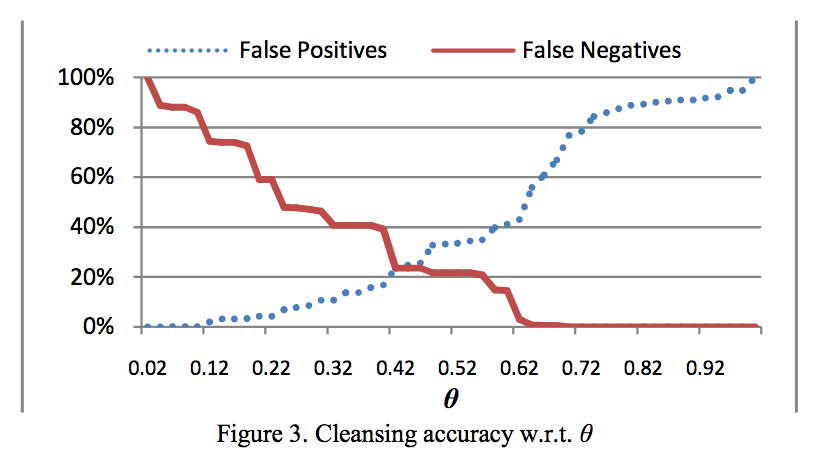 False Positives False Negatives
100%
80%
60%
40%
20%
0%
0.02 0.12 0.22 0.32 0.42 0.52 0.62 0.72 0.82 0.92
θ
Figure 3. Cleansing accuracy w.r.t. θ